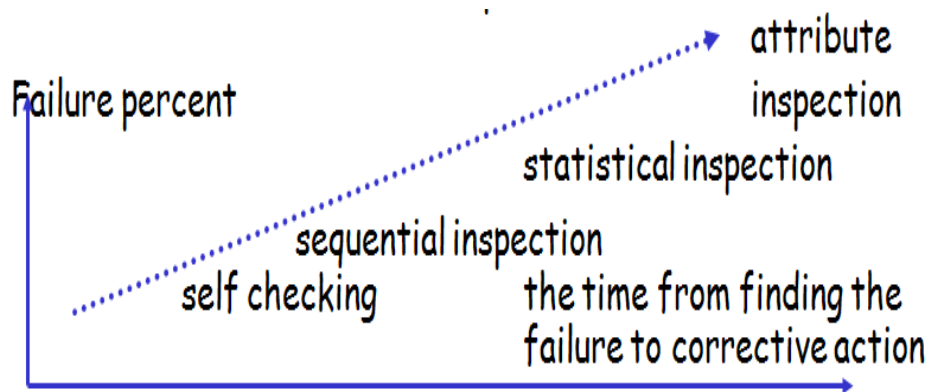 attribute
inspection
Failure percent
statistical inspection
sequential inspection
self checking
the time from finding the
failure to corrective action